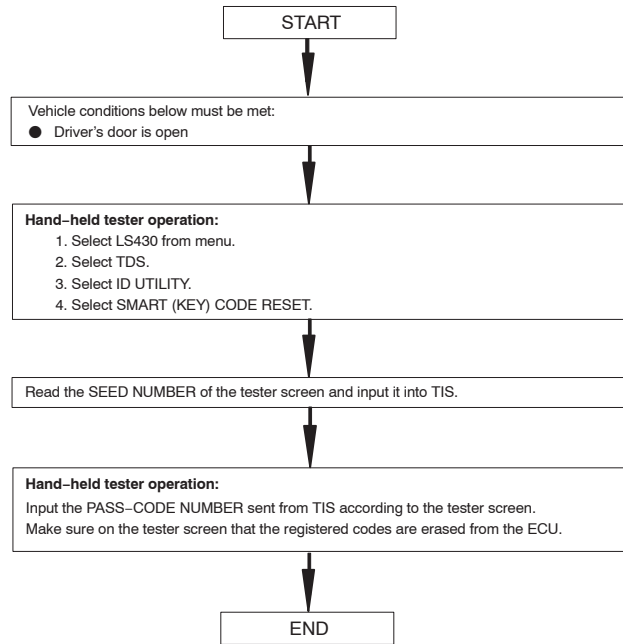 START
Vehicle conditions below must be met:
● Driver's door is open
Hand−held tester operation:
1. Select LS430 from menu.
2. Select TDS.
3. Select ID UTILITY.
4. Select SMART (KEY) CODE RESET.
Read the SEED NUMBER of the tester screen and input it into TIS.
Hand−held tester operation:
Input the PASS−CODE NUMBER sent from TIS according to the tester screen.
Make sure on the tester screen that the registered codes are erased from the ECU.
END